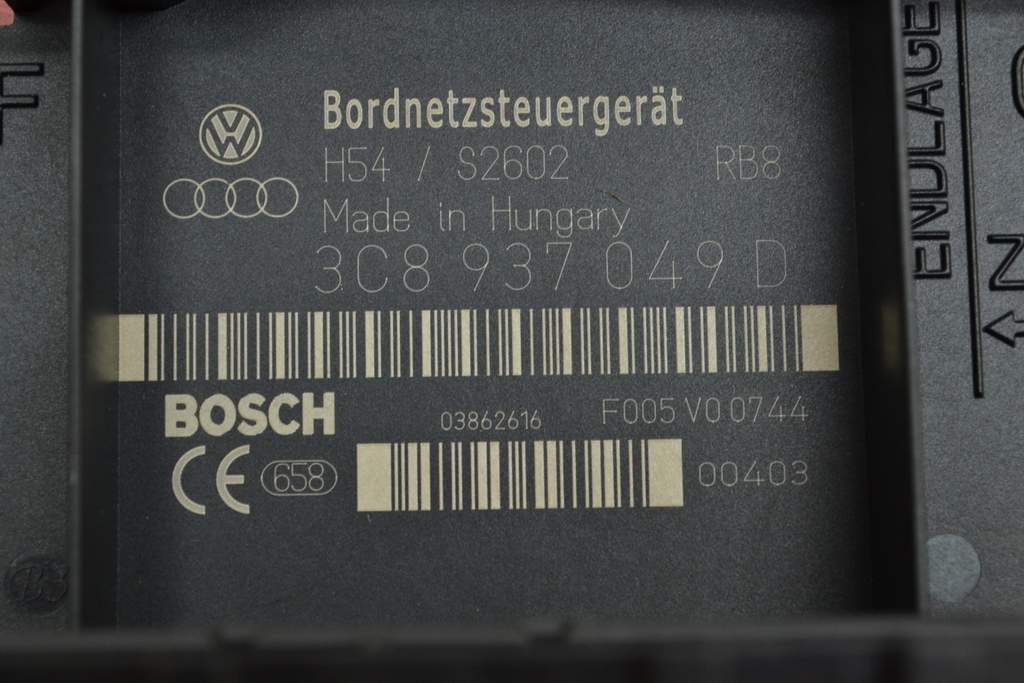 Bordnetzsteuergerät
H54 / S2602 RB8
Made in Hungary
3C8 937 049 D
BOSCH 03862616 F005 V0 0744
CE 658 00403
ENDLAGE